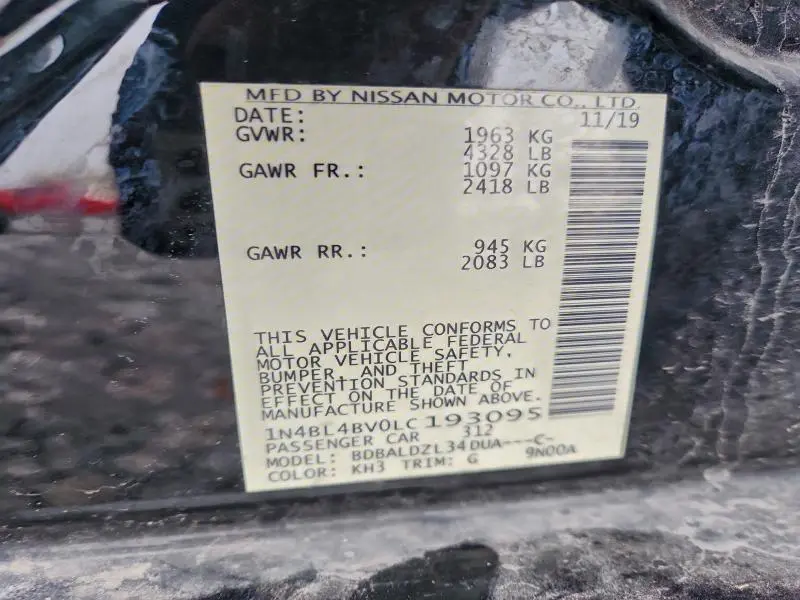 MFD BY NISSAN MOTOR CO., LTD.
DATE: 11/19
GVWR: 1963 KG
4328 LB
GAWR FR.: 1097 KG
2418 LB
GAWR RR.: 945 KG
2083 LB
THIS VEHICLE CONFORMS TO
ALL APPLICABLE FEDERAL
MOTOR VEHICLE SAFETY,
BUMPER, AND THEFT
PREVENTION STANDARDS IN
EFFECT ON THE DATE OF
MANUFACTURE SHOWN ABOVE.
1N4BL4BV0LC193095
PASSENGER CAR 312
MODEL: BDBALDZL34DUA---C-
COLOR: KH3 TRIM: G 9N00A